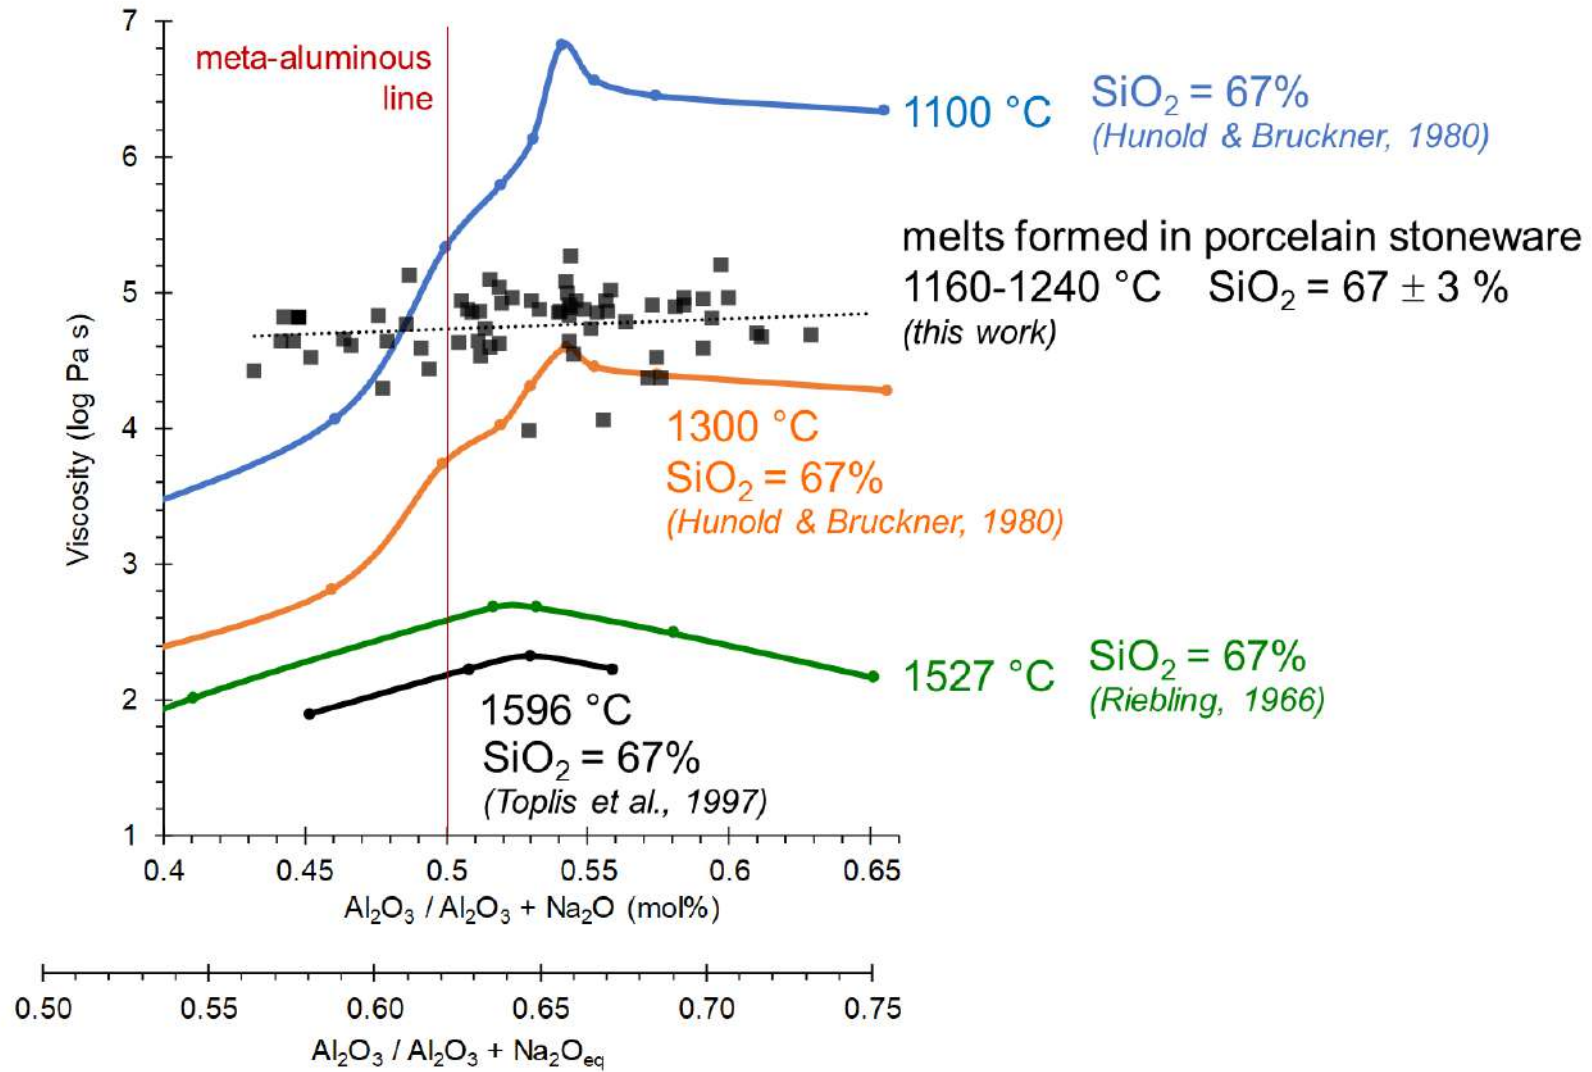 7
meta-aluminous
line
1100 °C
SiO₂ = 67%
(Hunold & Bruckner, 1980)
6
melts formed in porcelain stoneware
1160-1240 °C SiO₂ = 67 ± 3 %
(this work)
5
Viscosity (log Pa s)
4
1300 °C
SiO₂ = 67%
(Hunold & Bruckner, 1980)
3
1527 °C
SiO₂ = 67%
(Riebling, 1966)
2
1596 °C
SiO₂ = 67%
(Toplis et al., 1997)
1
0.4 0.45 0.5 0.55 0.6 0.65
Al₂O₃ / Al₂O₃ + Na₂O (mol%)
0.50 0.55 0.60 0.65 0.70 0.75
Al₂O₃ / Al₂O₃ + Na₂Oeq